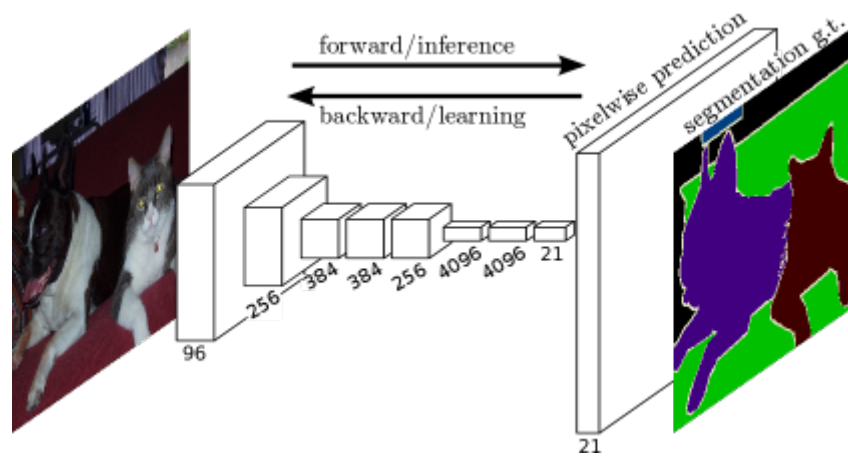 forward/inference
backward/learning
pixelwise prediction
segmentation g.t.
96
256
384
384
256
4096
4096
21
21